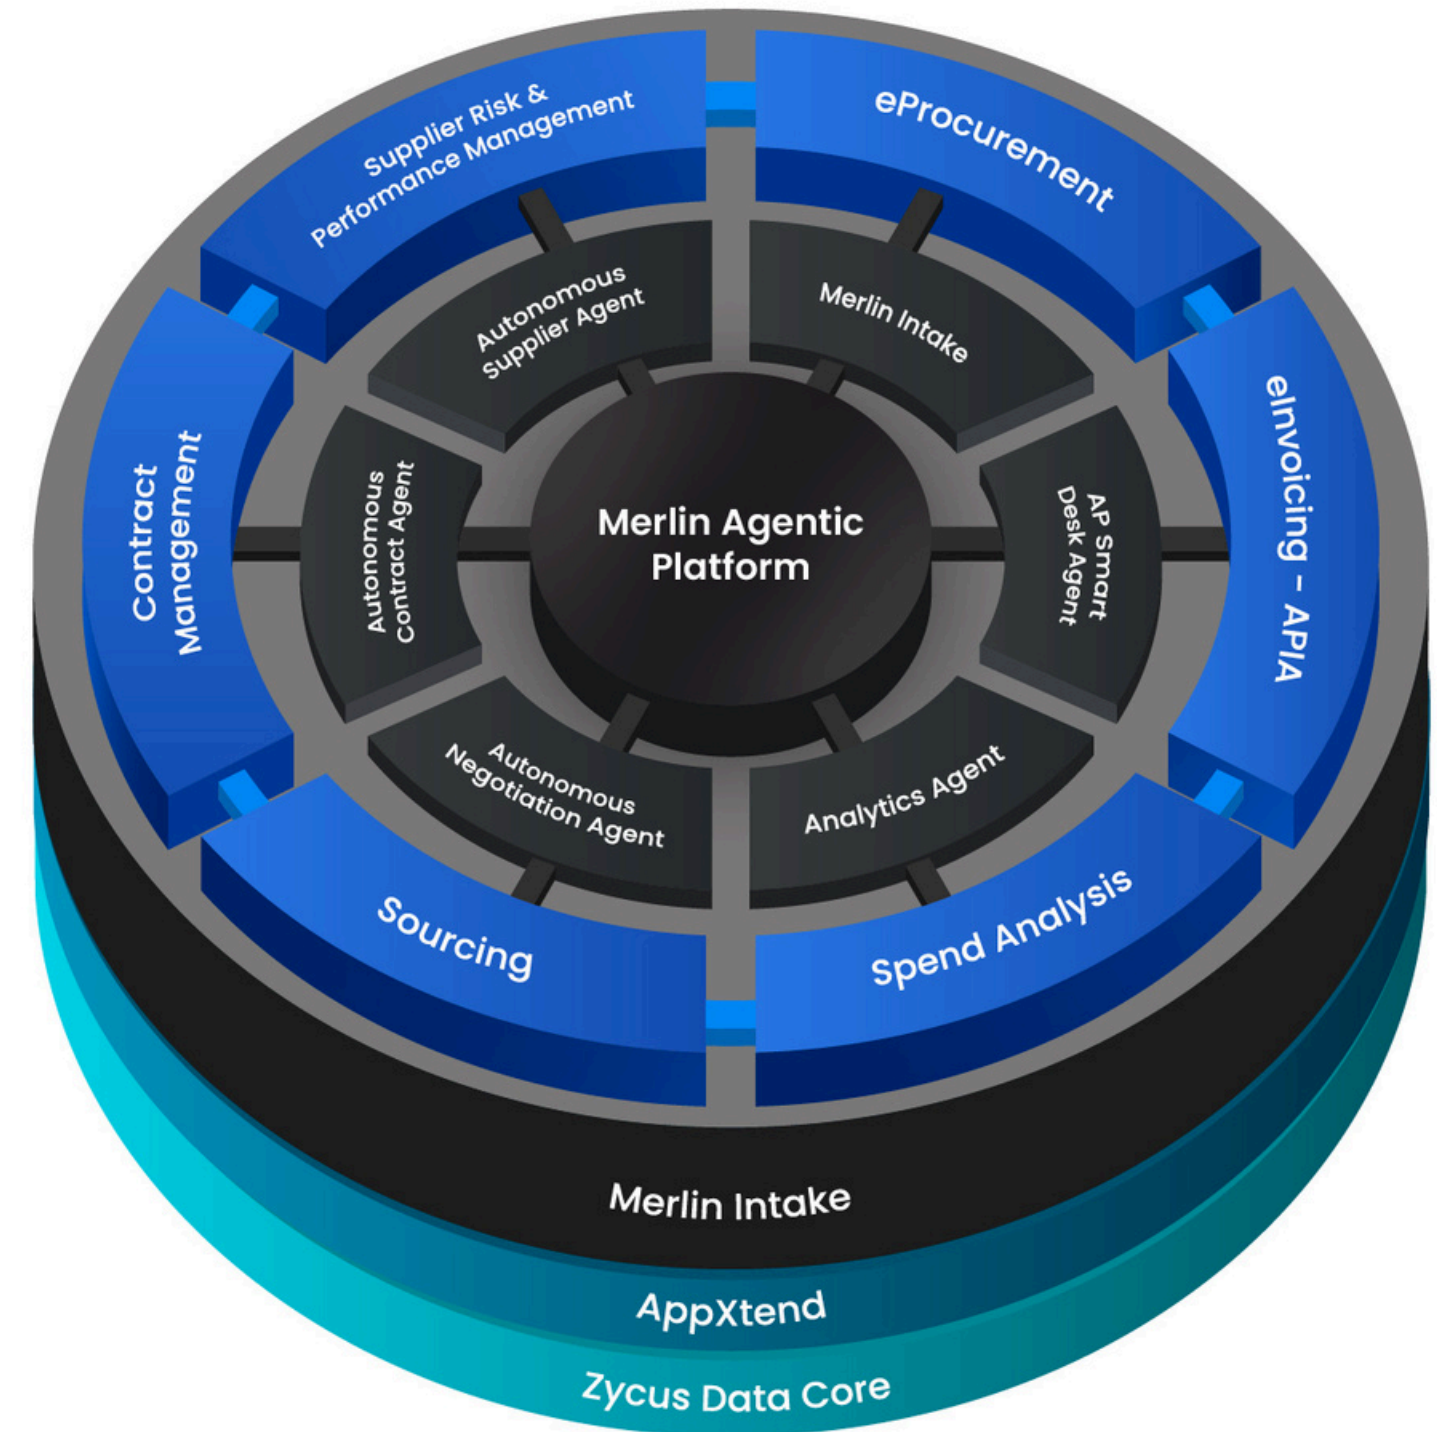 Supplier Risk &
Performance Management
eProcurement
Autonomous
Supplier Agent
Merlin Intake
Contract
Management
Autonomous
Contract Agent
Merlin Agentic
Platform
AP Smart
Desk Agent
eInvoicing - APIA
Autonomous
Negotiation Agent
Analytics Agent
Sourcing
Spend Analysis
Merlin Intake
AppXtend
Zycus Data Core